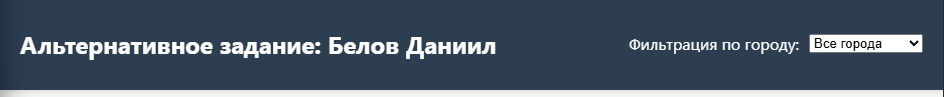 Альтернативное задание: Белов Даниил
Фильтрация по городу: Все города